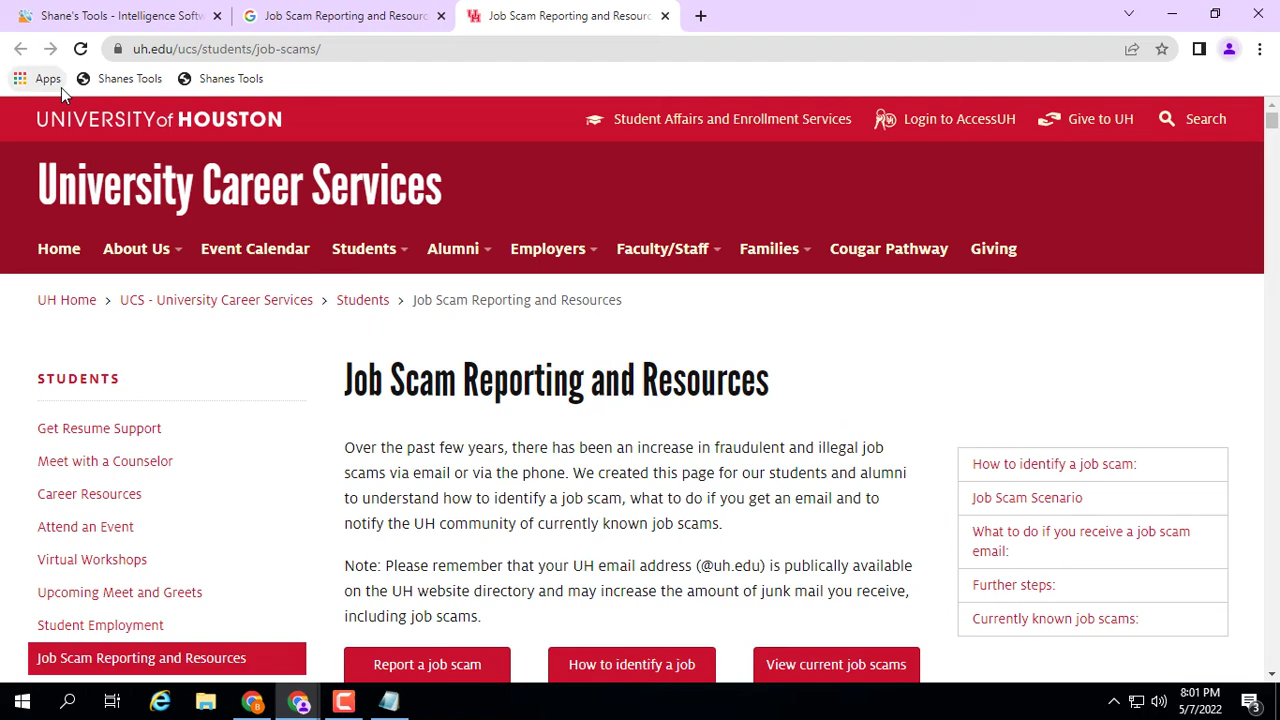 Shane's Tools - Intelligence Softw
Job Scam Reporting and Resourc
Job Scam Reporting and Resourc
uh.edu/ucs/students/job-scams/
Apps
Shanes Tools
Shanes Tools
UNIVERSITY of HOUSTON
Student Affairs and Enrollment Services
Login to AccessUH
Give to UH
Search
University Career Services
Home
About Us
Event Calendar
Students
Alumni
Employers
Faculty/Staff
Families
Cougar Pathway
Giving
UH Home > UCS - University Career Services > Students > Job Scam Reporting and Resources
STUDENTS
Get Resume Support
Meet with a Counselor
Career Resources
Attend an Event
Virtual Workshops
Upcoming Meet and Greets
Student Employment
Job Scam Reporting and Resources
Job Scam Reporting and Resources
Over the past few years, there has been an increase in fraudulent and illegal job
scams via email or via the phone. We created this page for our students and alumni
to understand how to identify a job scam, what to do if you get an email and to
notify the UH community of currently known job scams.
Note: Please remember that your UH email address (@uh.edu) is publically available
on the UH website directory and may increase the amount of junk mail you receive,
including job scams.
Report a job scam
How to identify a job
View current job scams
How to identify a job scam:
Job Scam Scenario
What to do if you receive a job scam
email:
Further steps:
Currently known job scams:
8:01 PM
5/7/2022
3